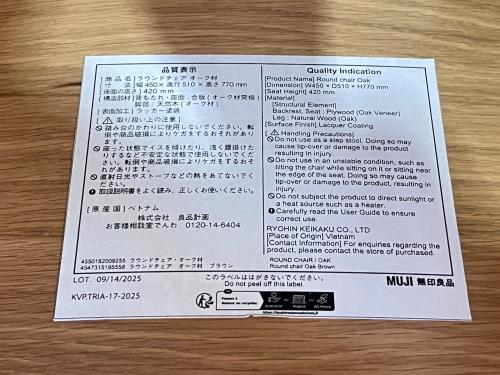 品質表示
[商 品 名] ラウンドチェア オーク材
[寸 法] 幅450×奥行510×高さ770mm
[座面の高さ] 420 mm
[構造部材] 背もたれ・座面：合板（オーク材突板）
脚部：天然木（オーク材）
[表面加工] ラッカー塗装
[ ⚠ 取り扱い上の注意]
踏み台のかわりに使用しないでください。転
倒や商品破損によりケガをするおそれがあり
ます。
座った状態でイスを傾けたり、浅く腰掛けた
りするなど不安定な状態で使用しないでくだ
さい。転倒や商品破損によりケガをするおそ
れがあります。
直射日光やストーブなどの熱をあてないでく
ださい。
取扱説明書をよく読み、正しくお使いください。
[原 産 国] ベトナム
株式会社 良品計画
お客様相談室でんわ 0120-14-6404
Quality Indication
[Product Name] Round chair Oak
[Dimension] W450 × D510 × H770 mm
[Seat Height] 420 mm
[Material]
[Structural Element]
Backrest, Seat : Plywood (Oak Veneer)
Leg : Natural Wood (Oak)
[Surface Finish] Lacquer Coating
[ ⚠ Handling Precautions]
Do not use as a step stool. Doing so may
cause tip-over or damage to the product,
resulting in injury.
Do not use in an unstable condition, such as
tilting the chair while sitting on it or sitting near
the edge of the seat. Doing so may cause
tip-over or damage to the product, resulting in
injury.
Do not subject the product to direct sunlight or
a heat source such as a heater.
Carefully read the User Guide to ensure
correct use.
RYOHIN KEIKAKU CO., LTD
[Place of Origin] Vietnam
[Contact Information] For enquiries regarding the
product, please contact the store of purchased.
4550182009255 ラウンドチェア・オーク材
4547315195558 ラウンドチェア オーク材 ブラウン
ROUND CHAIR / OAK
Round chair Oak Brown
LOT. 09/14/2025
このラベルははがさないでください。
Do not peel off this label.
MUJI 無印良品
KVP.TRIA-17-2025
FR
Pensez à
donner ou recycler.